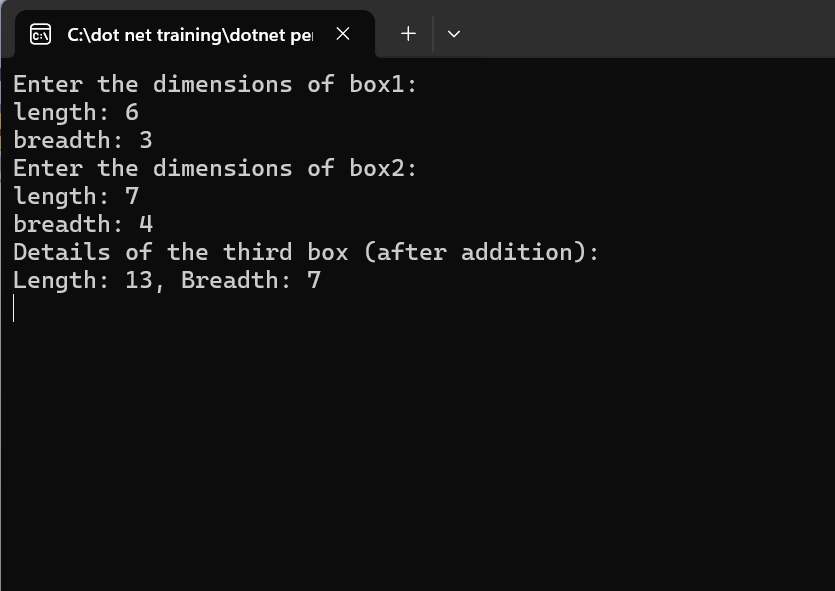 C:\dot net training\dotnet pe
Enter the dimensions of box1:
length: 6
breadth: 3
Enter the dimensions of box2:
length: 7
breadth: 4
Details of the third box (after addition):
Length: 13, Breadth: 7